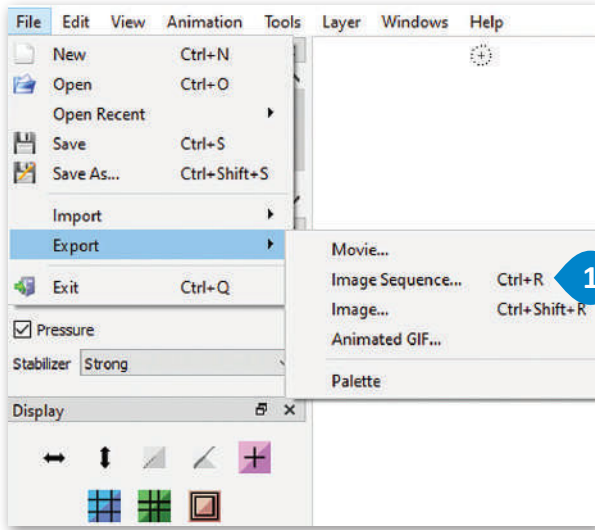 File Edit View Animation Tools Layer Windows Help
New Ctrl+N
Open Ctrl+O
Open Recent
Save Ctrl+S
Save As... Ctrl+Shift+S
Import
Export
Exit Ctrl+Q
Movie...
Image Sequence... Ctrl+R 1
Image... Ctrl+Shift+R
Animated GIF...
Palette
Pressure
Stabilizer Strong
Display